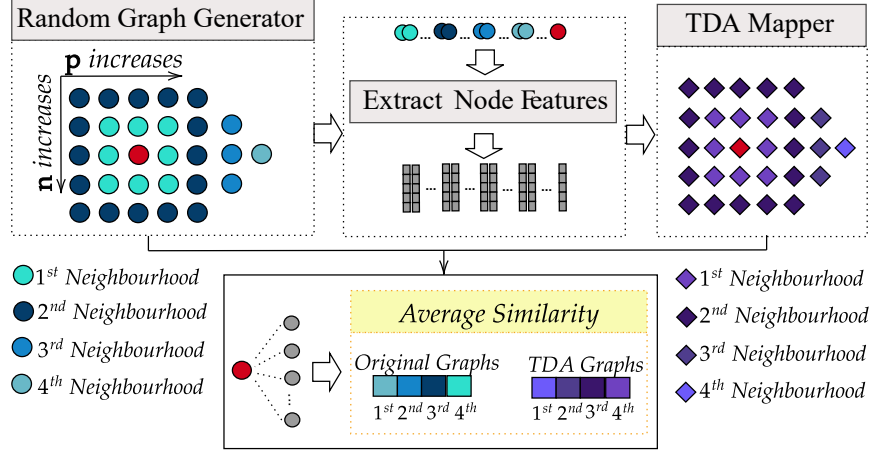 Random Graph Generator
p increases
n increases
... ... ... ...
Extract Node Features
... ... ... ...
TDA Mapper
1st Neighbourhood
2nd Neighbourhood
3rd Neighbourhood
4th Neighbourhood
Average Similarity
Original Graphs
1st 2nd 3rd 4th
TDA Graphs
1st 2nd 3rd 4th
1st Neighbourhood
2nd Neighbourhood
3rd Neighbourhood
4th Neighbourhood